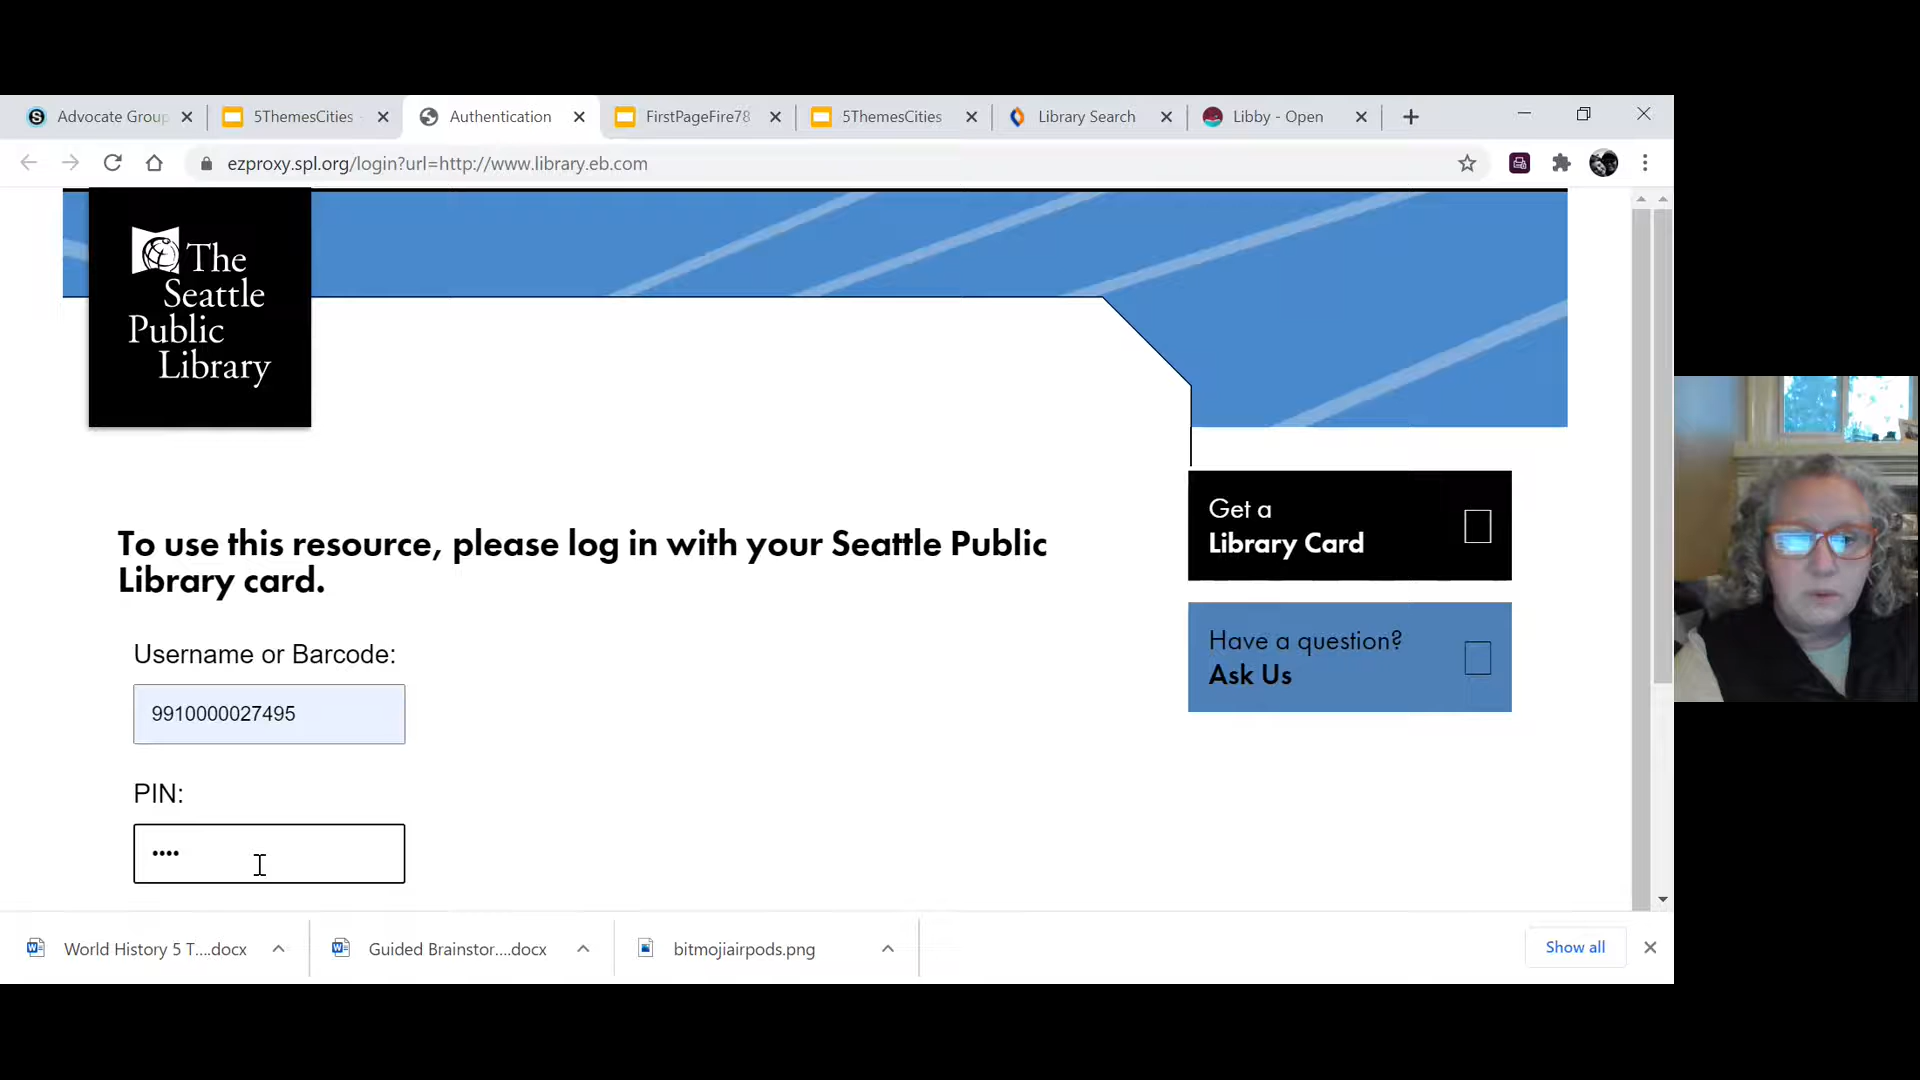 Advocate Group
5ThemesCities
Authentication
FirstPageFire78
5ThemesCities
Library Search
Libby - Open
ezproxy.spl.org/login?url=http://www.library.eb.com
The
Seattle
Public
Library
To use this resource, please log in with your Seattle Public
Library card.
Username or Barcode:
9910000027495
PIN:
••••
Get a
Library Card
Have a question?
Ask Us
World History 5 T....docx
Guided Brainstor....docx
bitmojiairpods.png
Show all